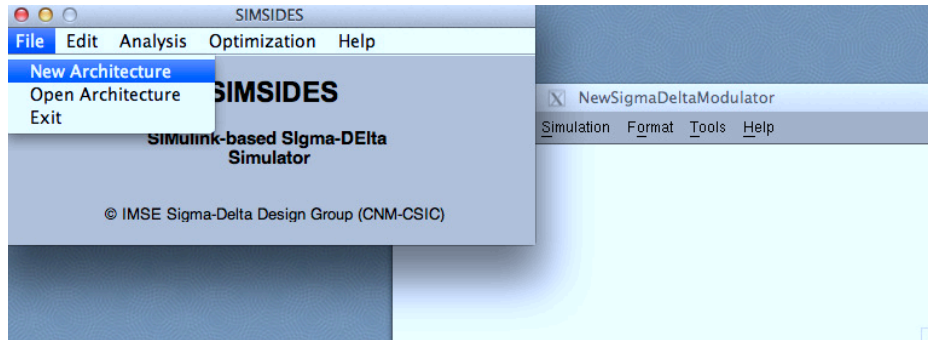 SIMSIDES
File Edit Analysis Optimization Help
New Architecture
Open Architecture
Exit
SIMSIDES
SIMulink-based SIgma-DElta
Simulator
© IMSE Sigma-Delta Design Group (CNM-CSIC)
NewSigmaDeltaModulator
Simulation Format Tools Help